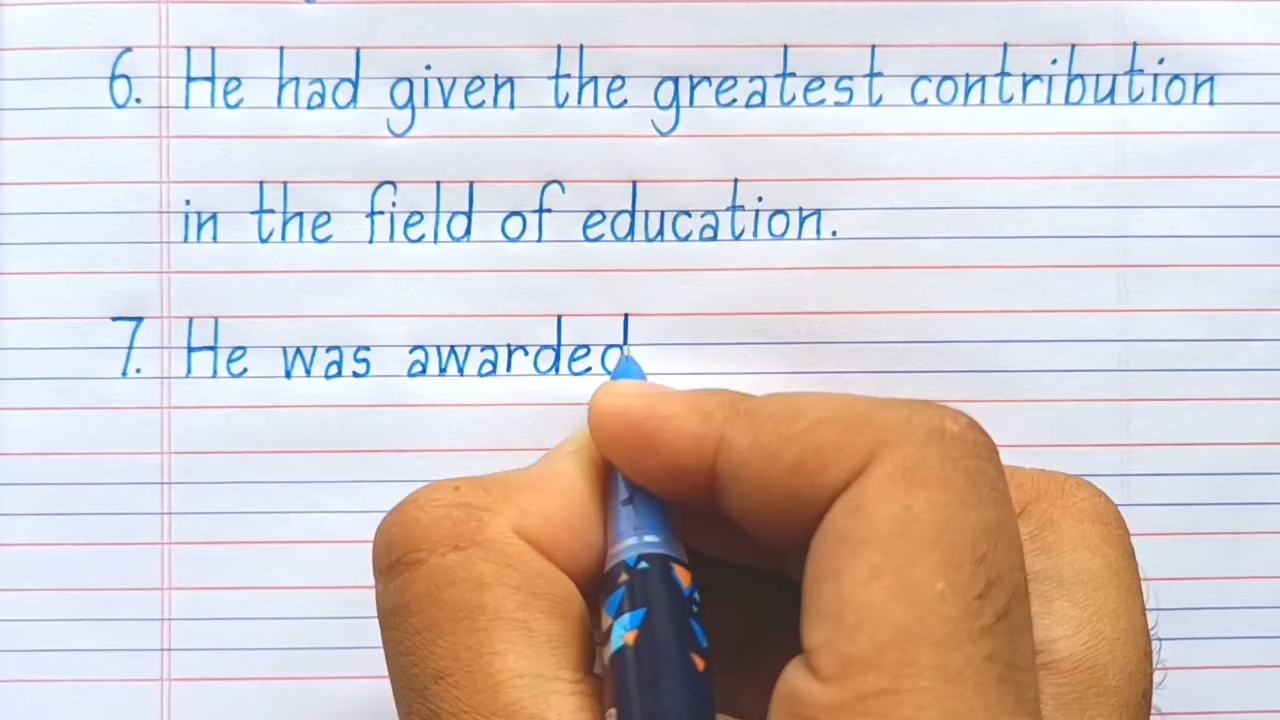 6. He had given the greatest contribution
in the field of education.
7. He was awarded